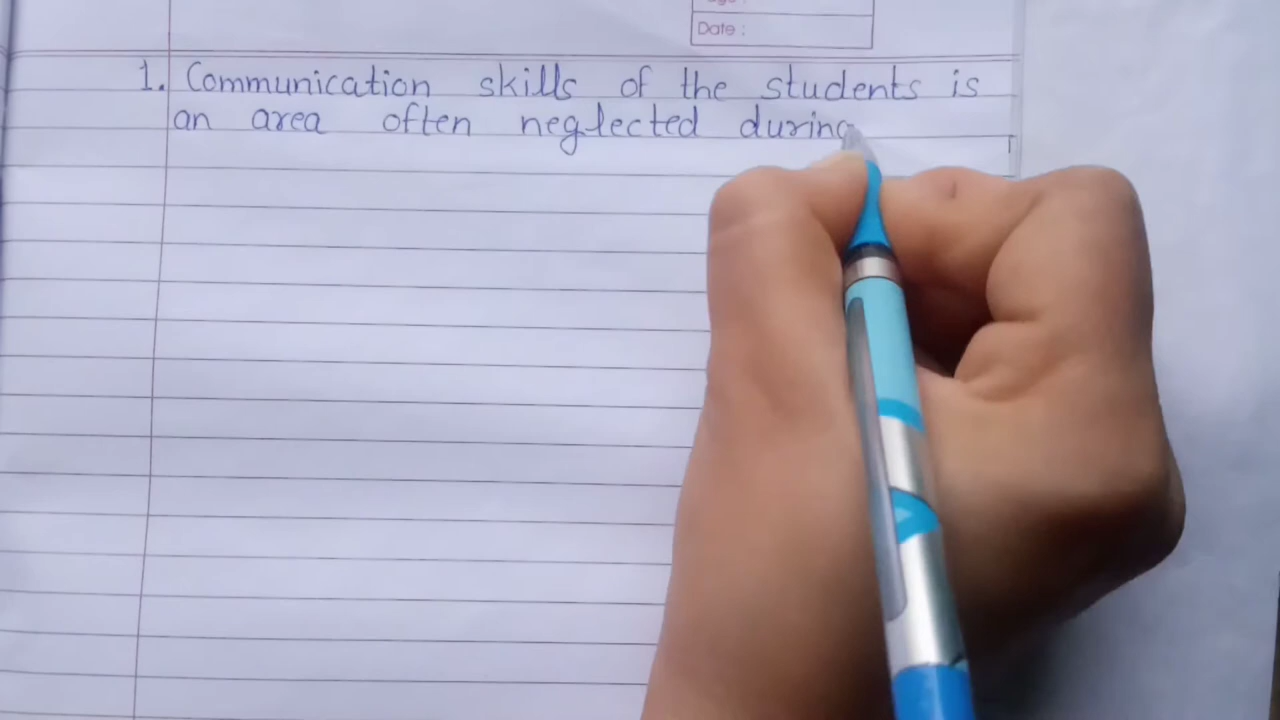 Date :
1. Communication skills of the students is
an area often neglected during